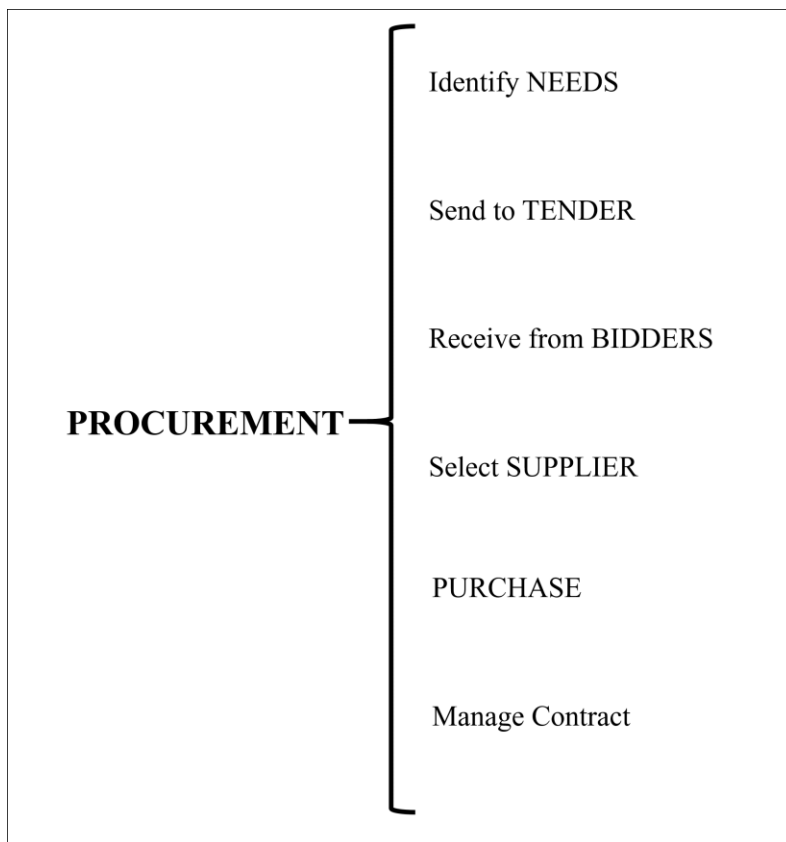 Identify NEEDS
Send to TENDER
Receive from BIDDERS
PROCUREMENT
Select SUPPLIER
PURCHASE
Manage Contract